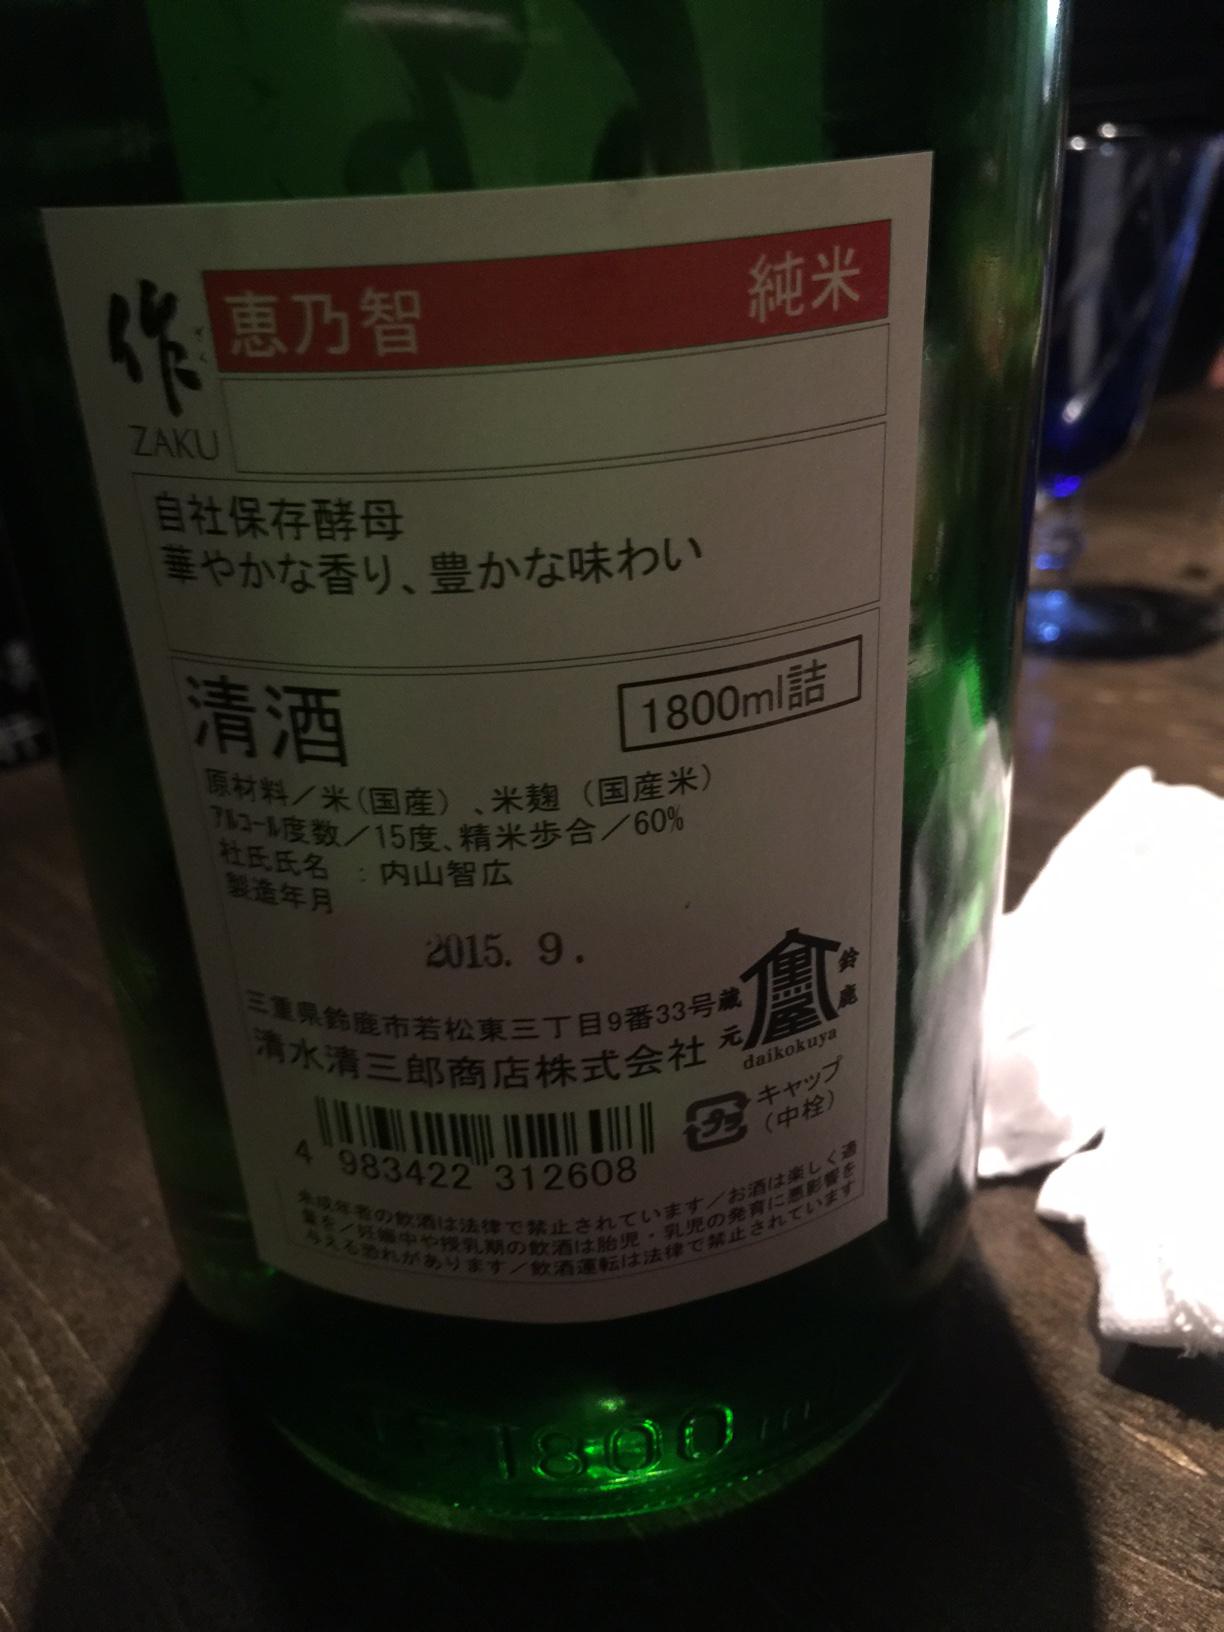 作 ざく
ZAKU
恵乃智 純米
自社保存酵母
華やかな香り、豊かな味わい
清酒 1800ml詰
原材料／米(国産)、米麹(国産米)
アルコール度数／15度、精米歩合／60%
杜氏氏名 : 内山智広
製造年月
2015. 9.
三重県鈴鹿市若松東三丁目9番33号
清水清三郎商店株式会社
蔵元 鈴鹿
黒屋
daikokuya
キャップ
(中栓)
プラ
4 983422 312608
未成年者の飲酒は法律で禁止されています／お酒は楽しく適
量を／妊娠中や授乳期の飲酒は胎児・乳児の発育に悪影響を
与える恐れがあります／飲酒運転は法律で禁止されています
1800 ml